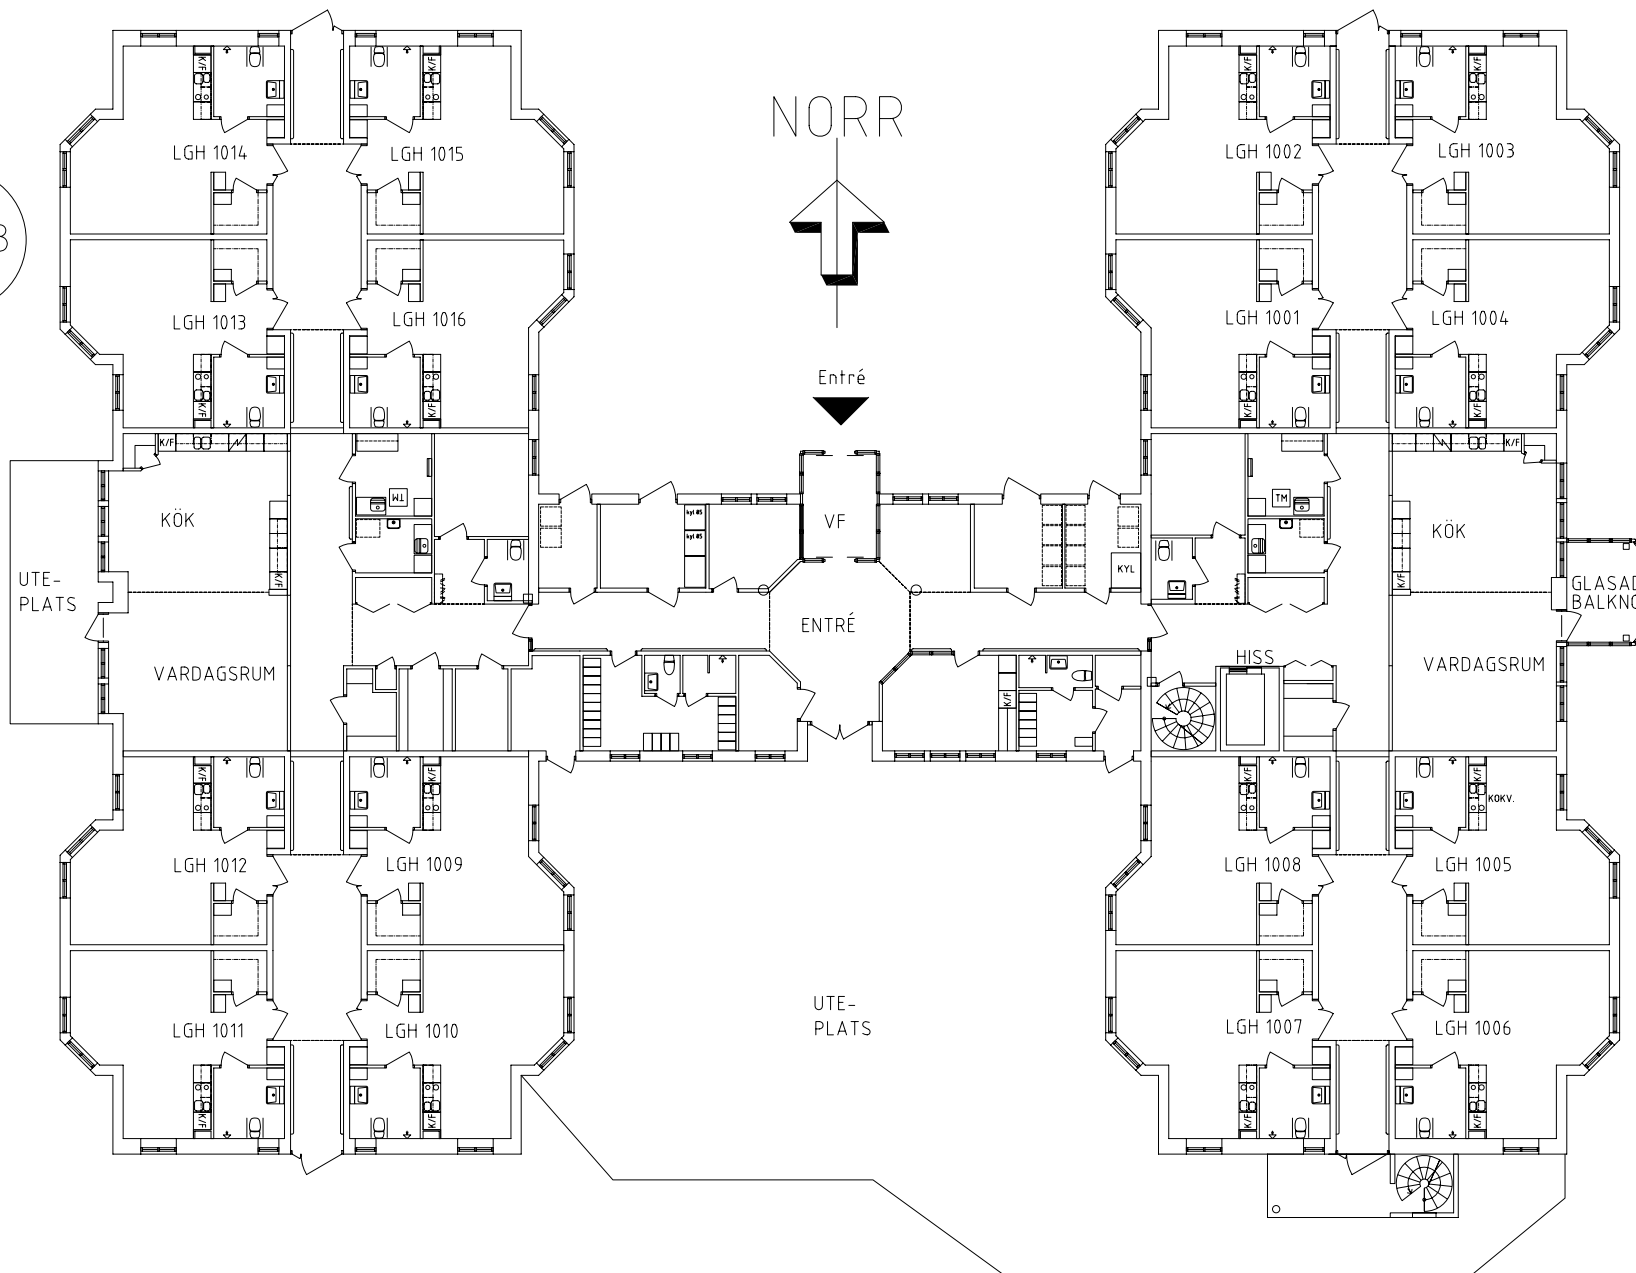 NORR
LGH 1014
LGH 1015
LGH 1002
LGH 1003
K/F
K/F
K/F
K/F
LGH 1013
LGH 1016
LGH 1001
LGH 1004
K/F
K/F
K/F
K/F
Entré
K/F
K/F
TM
TM
KÖK
KÖK
VF
KYL
K/F
K/F
UTE-
PLATS
GLASAD
BALKNO
ENTRÉ
VARDAGSRUM
VARDAGSRUM
HISS
K/F
K/F
K/F
K/F
K/F
KOKV.
LGH 1012
LGH 1009
LGH 1008
LGH 1005
LGH 1011
LGH 1010
LGH 1007
LGH 1006
UTE-
PLATS
K/F
K/F
K/F
K/F